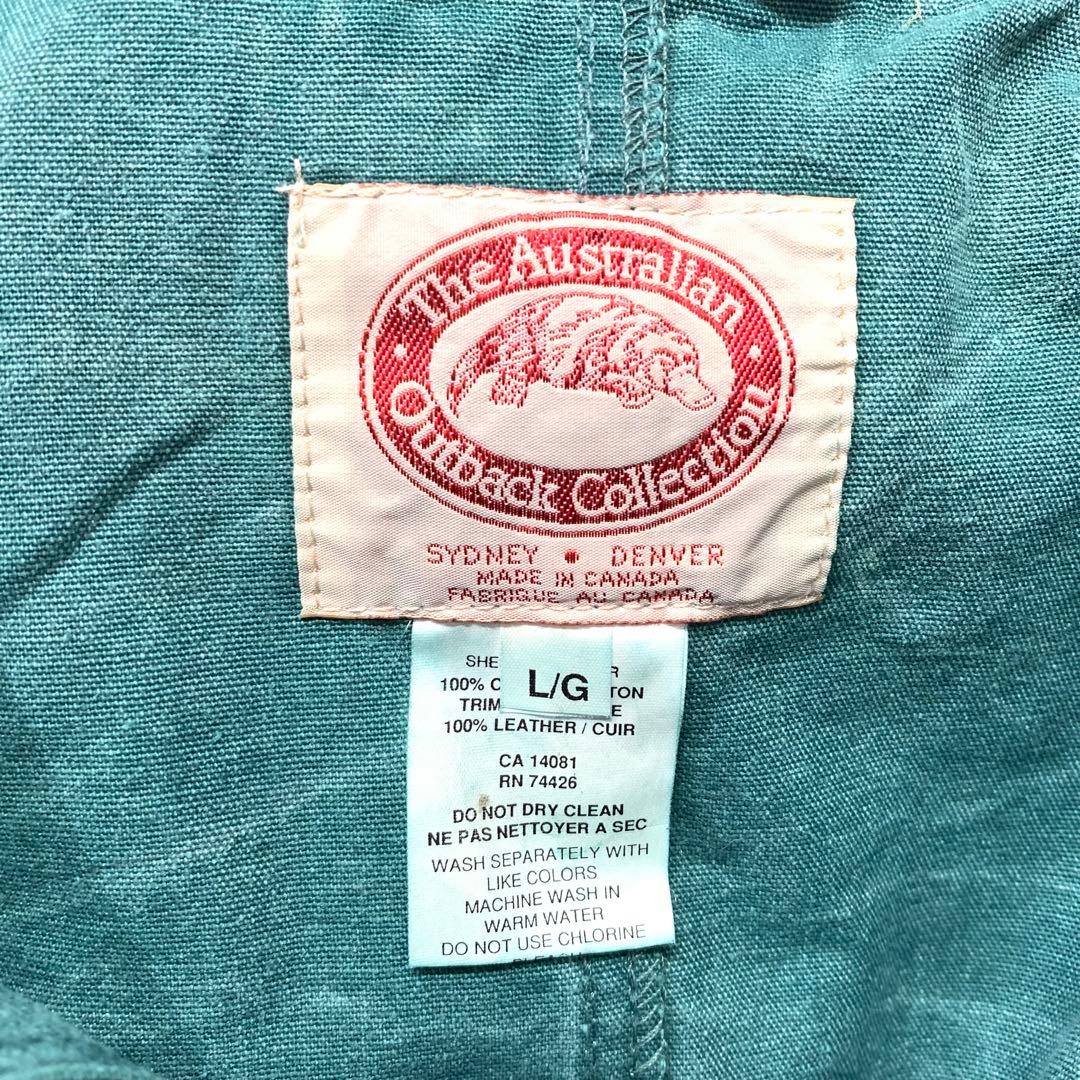 The Australian
Outback Collection
SYDNEY • DENVER
MADE IN CANADA
FABRIQUE AU CANADA
L/G
100%
100% LEATHER / CUIR
CA 14081
RN 74426
DO NOT DRY CLEAN
NE PAS NETTOYER A SEC
WASH SEPARATELY WITH
LIKE COLORS
MACHINE WASH IN
WARM WATER
DO NOT USE CHLORINE